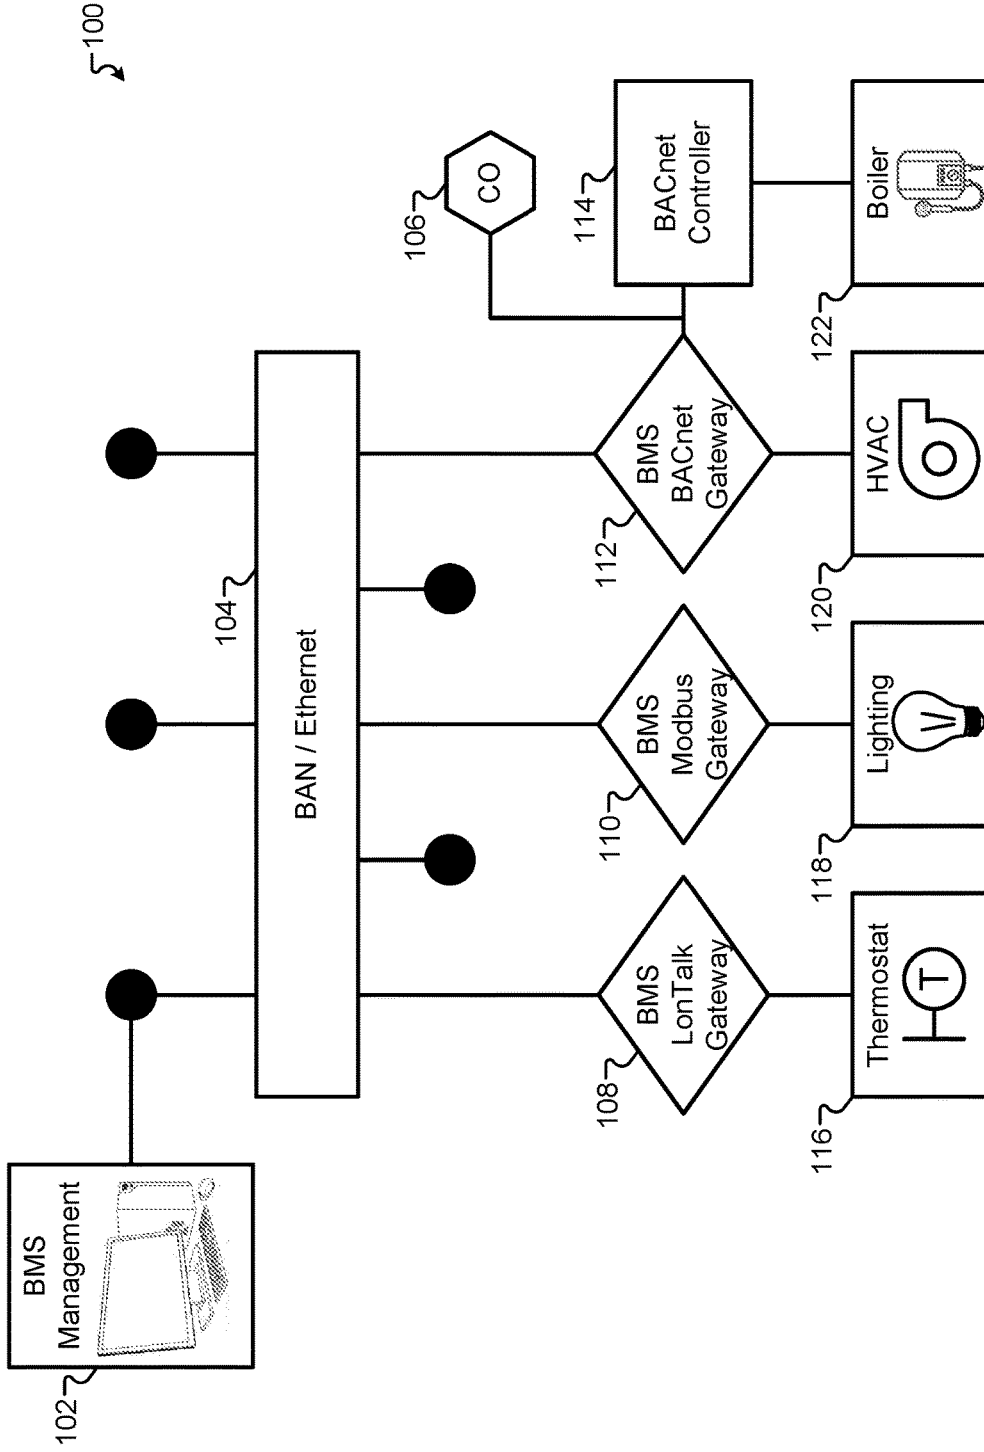 100
102
BMS
Management
104
BAN / Ethernet
106
CO
108
BMS
LonTalk
Gateway
110
BMS
Modbus
Gateway
112
BMS
BACnet
Gateway
114
BACnet
Controller
116
Thermostat
T
118
Lighting
120
HVAC
122
Boiler